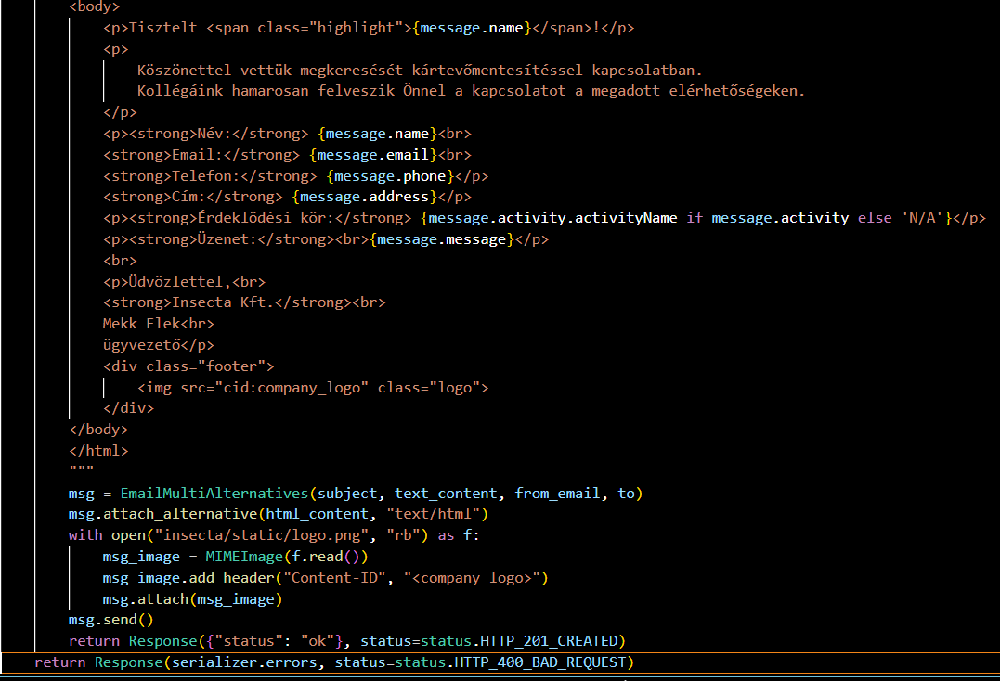 <body>
<p>Tisztelt <span class="highlight">{message.name}</span>!</p>
<p>
Köszönettel vettük megkeresését kártevőmentesítéssel kapcsolatban.
Kollégáink hamarosan felveszik Önnel a kapcsolatot a megadott elérhetőségeken.
</p>
<p><strong>Név:</strong> {message.name}<br>
<strong>Email:</strong> {message.email}<br>
<strong>Telefon:</strong> {message.phone}</p>
<strong>Cím:</strong> {message.address}</p>
<p><strong>Érdeklődési kör:</strong> {message.activity.activityName if message.activity else 'N/A'}</p>
<p><strong>Üzenet:</strong><br>{message.message}</p>
<br>
<p>Üdvözlettel,<br>
<strong>Insecta Kft.</strong><br>
Mekk Elek<br>
ügyvezető</p>
<div class="footer">
<img src="cid:company_logo" class="logo">
</div>
</body>
</html>
"""
msg = EmailMultiAlternatives(subject, text_content, from_email, to)
msg.attach_alternative(html_content, "text/html")
with open("insecta/static/logo.png", "rb") as f:
msg_image = MIMEImage(f.read())
msg_image.add_header("Content-ID", "<company_logo>")
msg.attach(msg_image)
msg.send()
return Response({"status": "ok"}, status=status.HTTP_201_CREATED)
return Response(serializer.errors, status=status.HTTP_400_BAD_REQUEST)